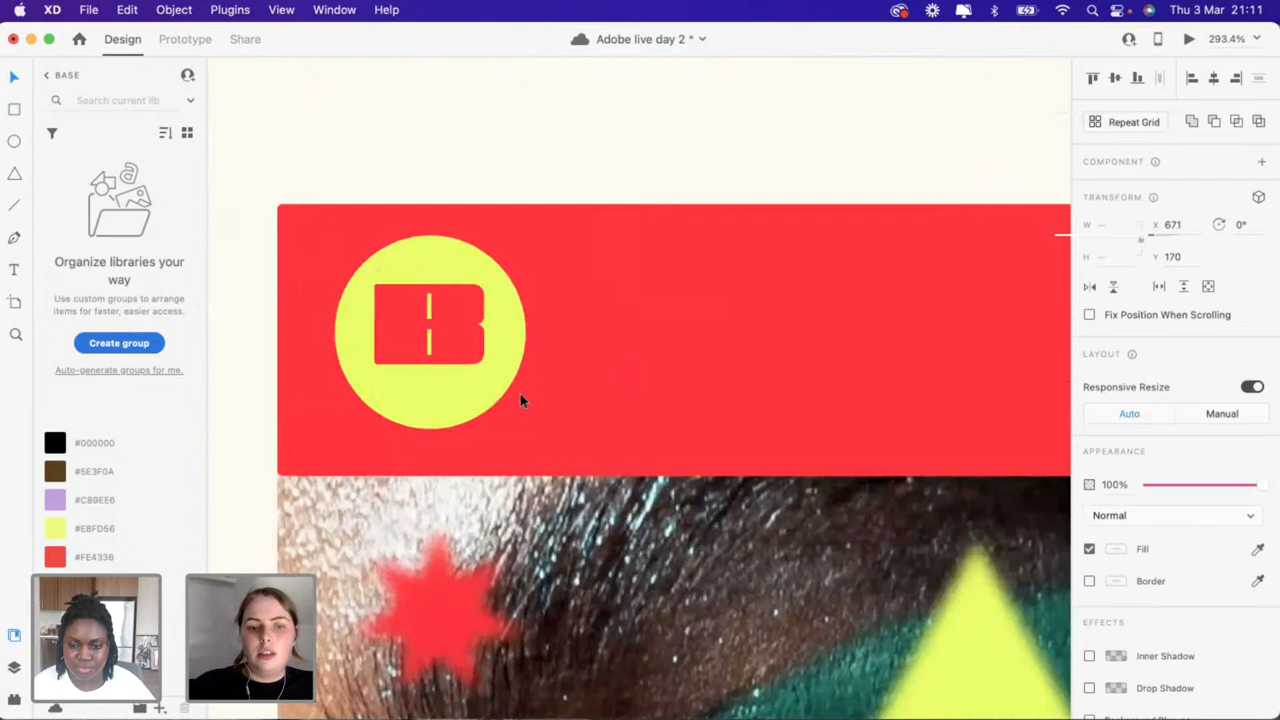 XD File Edit Object Plugins View Window Help
Thu 3 Mar 21:11
Design Prototype Share
Adobe live day 2 *
293.4%
BASE
Search current lib
Organize libraries your
way
Use custom groups to arrange
items for faster, easier access.
Create group
Auto-generate groups for me.
#000000
#5E3F0A
#C89EE6
#E8FD56
#FE4336
B
Repeat Grid
COMPONENT
TRANSFORM
W X 671 0°
H Y 170
Fix Position When Scrolling
LAYOUT
Responsive Resize
Auto Manual
APPEARANCE
100%
Normal
Fill
Border
EFFECTS
Inner Shadow
Drop Shadow